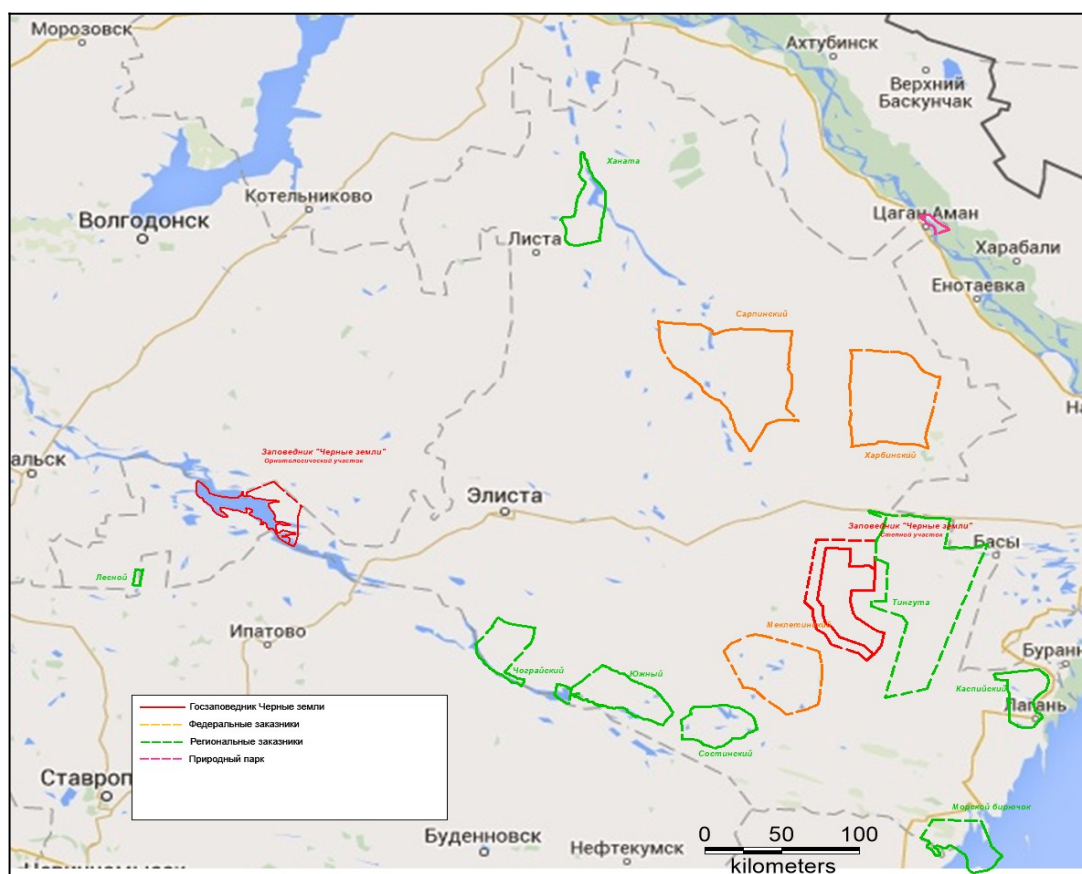 Морозовск
Ахтубинск
Верхний
Баскунчак
Ханата
Котельниково
Волгодонск
Цаган Аман
Листа
Харабали
Енотаевка
Сарпинский
На
Заповедник "Черные земли"
Орнитологический участок
Харбинский
альск
Элиста
Заповедник "Черные земли"
Степной участок
Басы
Лесной
Тингута
Ипатово
Меклетинский
Буранн
Чограйский
Южный
Каспийский
Лагань
Госзаповедник Черные земли
Федеральные заказники
Региональные заказники
Природный парк
Состинский
Ставроп
Морской бирючок
Буденновск
Нефтекумск
0 50 100
kilometers